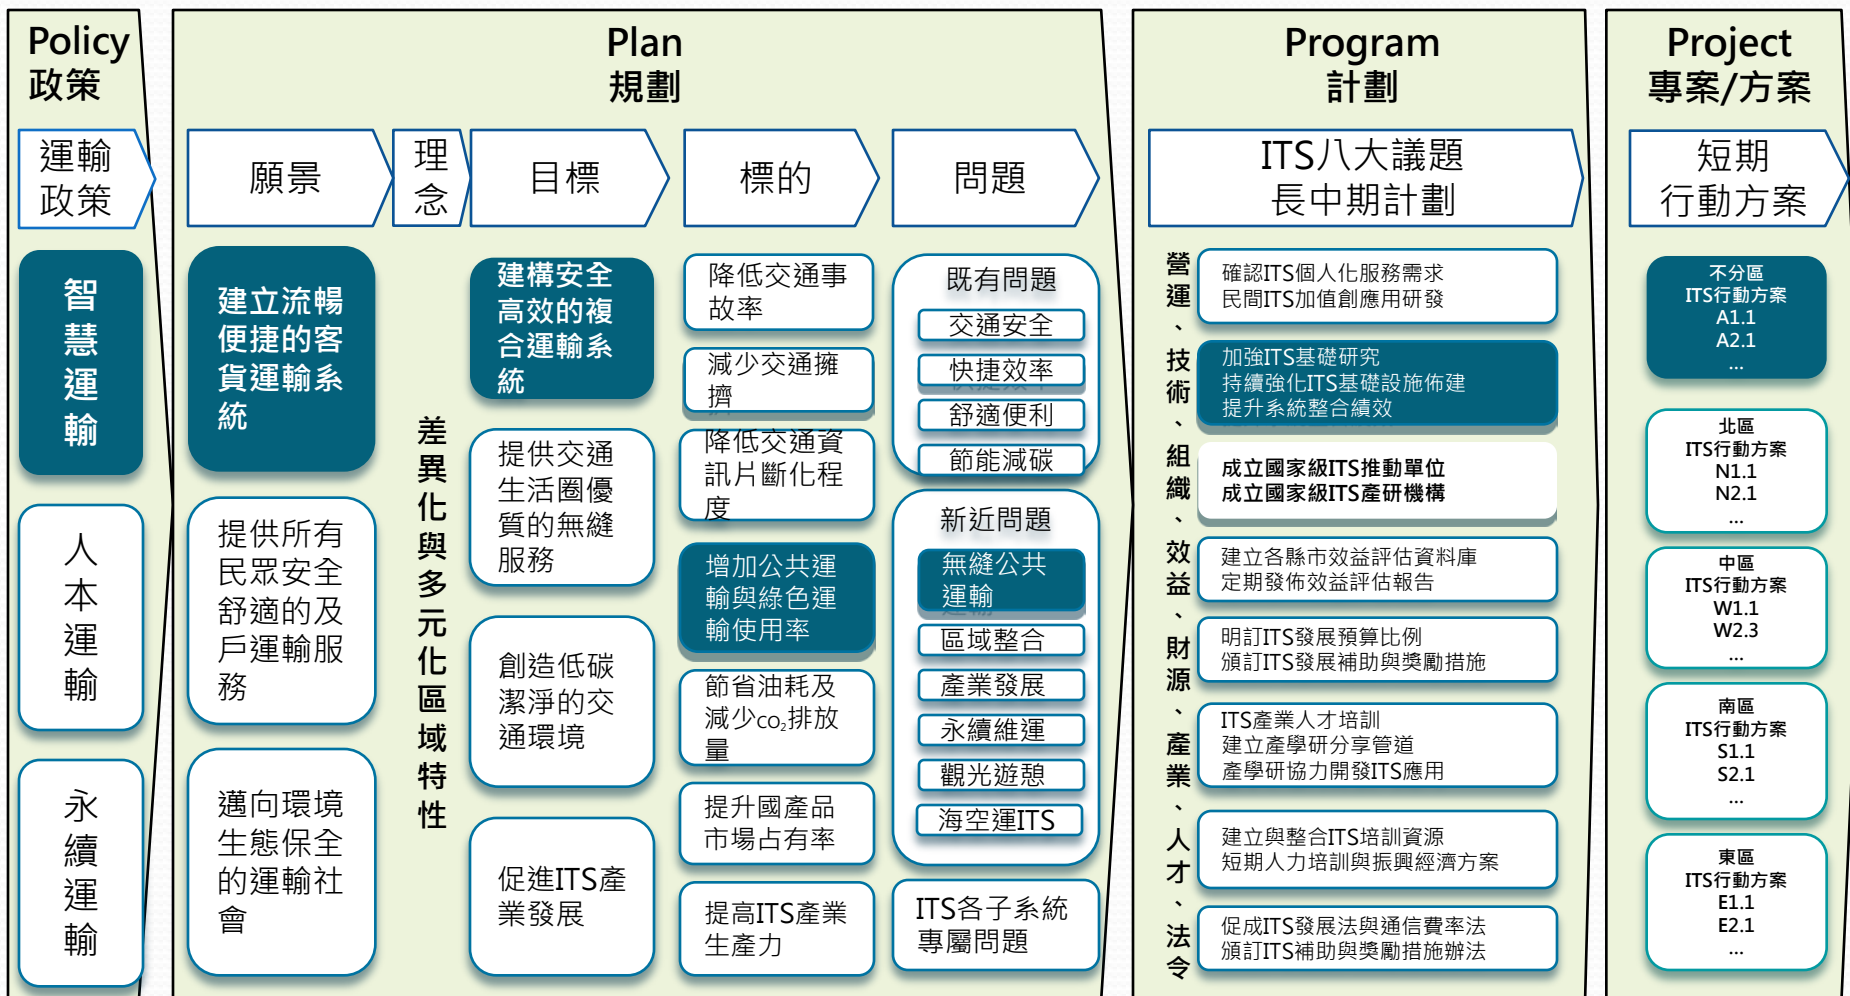 Policy
政策
運輸
政策
智
慧
運
輸
人
本
運
輸
永
續
運
輸
Plan
規劃
願景
建立流暢
便捷的客
貨運輸系
統
提供所有
民眾安全
舒適的及
戶運輸服
務
邁向環境
生態保全
的運輸社
會
理
念
差
異
化
與
多
元
化
區
域
特
性
目標
建構安全
高效的複
合運輸系
統
提供交通
生活圈優
質的無縫
服務
創造低碳
潔淨的交
通環境
促進ITS產
業發展
標的
降低交通事
故率
減少交通擁
擠
降低交通資
訊片斷化程
度
增加公共運
輸與綠色運
輸使用率
節省油耗及
減少CO₂排放
量
提升國產品
市場占有率
提高ITS產業
生產力
問題
既有問題
交通安全
快捷效率
舒適便利
節能減碳
新近問題
無縫公共
運輸
區域整合
產業發展
永續維運
觀光遊憩
海空運ITS
ITS各子系統
專屬問題
Program
計劃
ITS八大議題
長中期計劃
營
運
、
技
術
、
組
織
、
效
益
、
財
源
、
產
業
、
人
才
、
法
令
確認ITS個人化服務需求
民間ITS加值創應用研發
加強ITS基礎研究
持續強化ITS基礎設施佈建
提升系統整合績效
成立國家級ITS推動單位
成立國家級ITS產研機構
建立各縣市效益評估資料庫
定期發佈效益評估報告
明訂ITS發展預算比例
頒訂ITS發展補助與獎勵措施
ITS產業人才培訓
建立產學研分享管道
產學研協力開發ITS應用
建立與整合ITS培訓資源
短期人力培訓與振興經濟方案
促成ITS發展法與通信費率法
頒訂ITS補助與獎勵措施辦法
Project
專案/方案
短期
行動方案
不分區
ITS行動方案
A1.1
A2.1
...
北區
ITS行動方案
N1.1
N2.1
...
中區
ITS行動方案
W1.1
W2.3
...
南區
ITS行動方案
S1.1
S2.1
...
東區
ITS行動方案
E1.1
E2.1
...